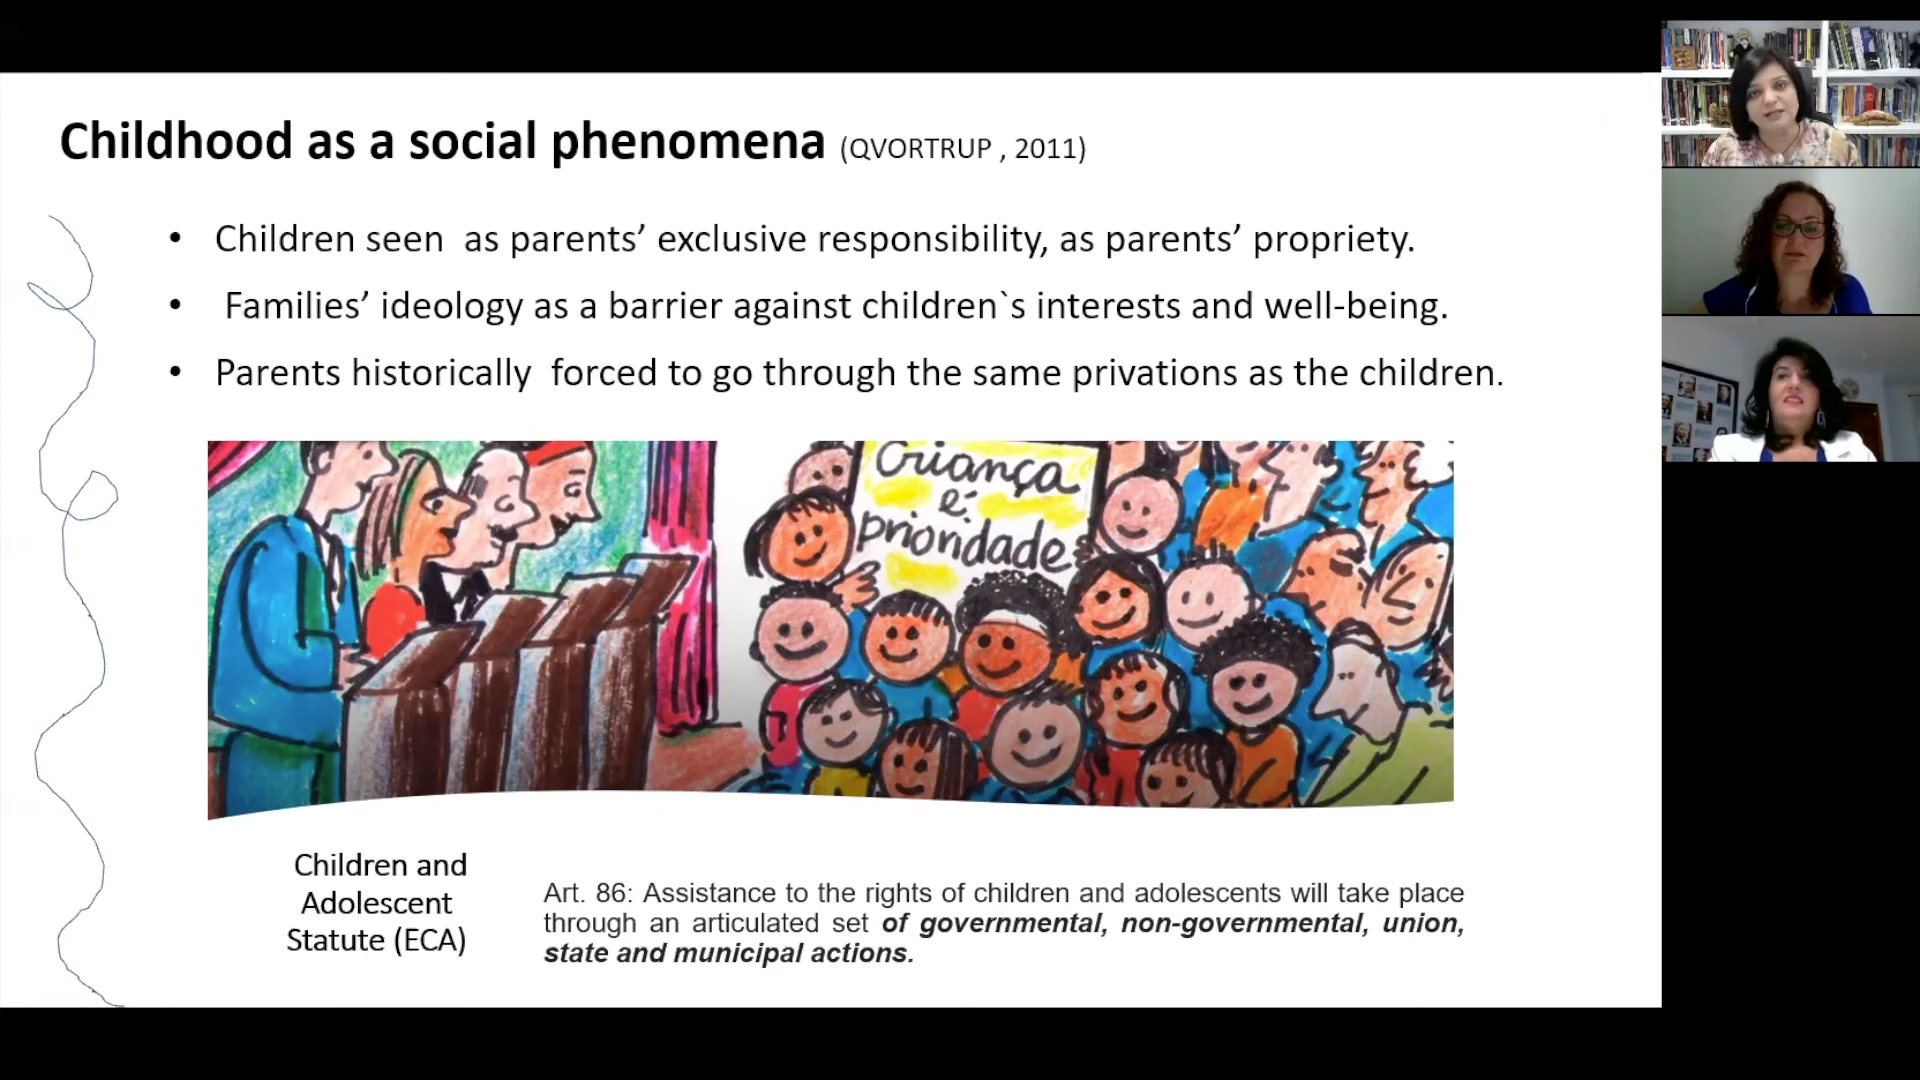 Childhood as a social phenomena (QVORTRUP , 2011)
• Children seen  as parents’ exclusive responsibility, as parents’ propriety.
•  Families’ ideology as a barrier against children`s interests and well-being.
• Parents historically  forced to go through the same privations as the children.
Criança
é
prioridade
Children and
Adolescent
Statute (ECA)
Art. 86: Assistance to the rights of children and adolescents will take place
through an articulated set of governmental, non-governmental, union,
state and municipal actions.